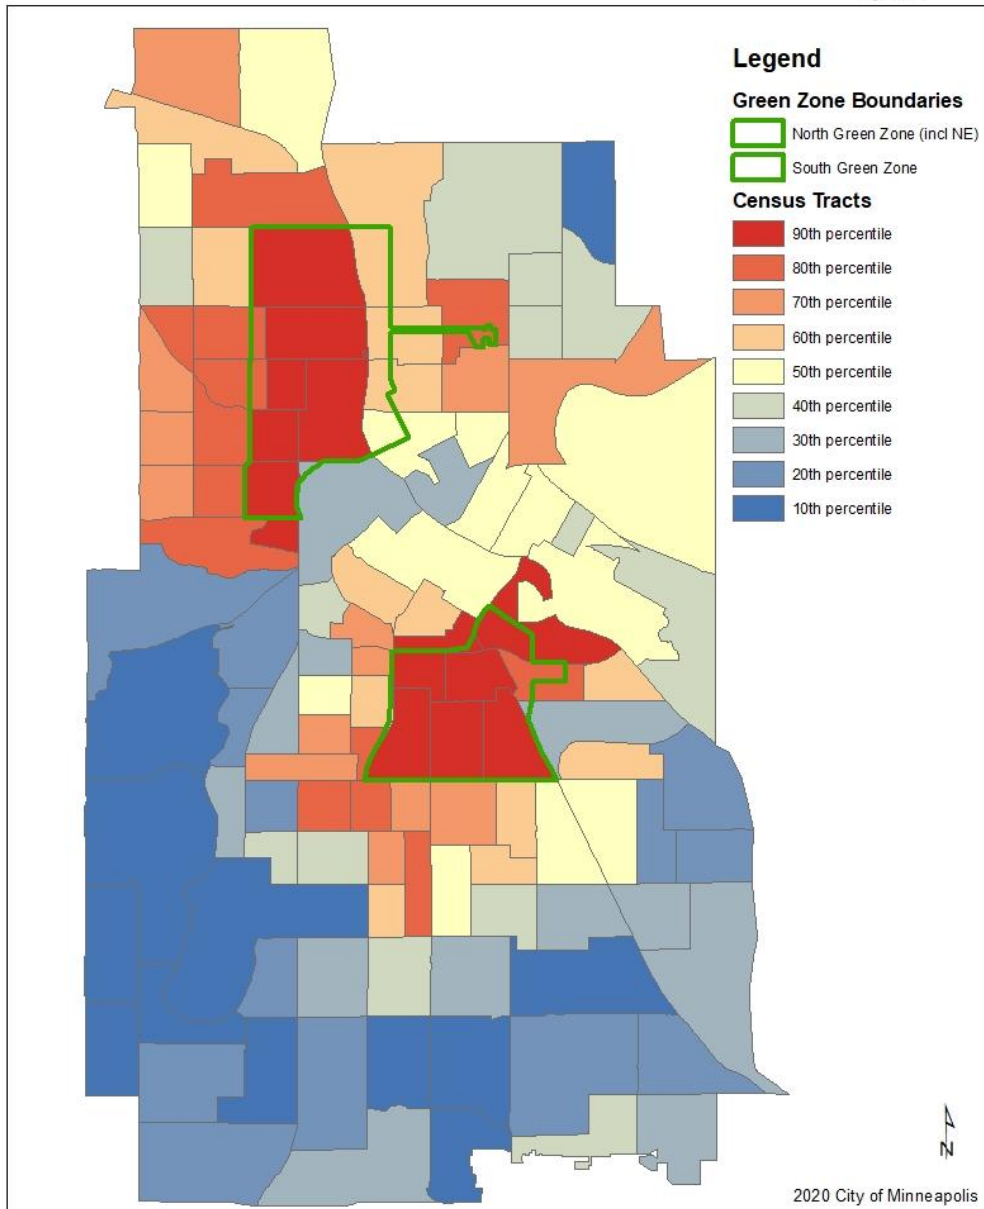 Legend
Green Zone Boundaries
North Green Zone (incl NE)
South Green Zone
Census Tracts
90th percentile
80th percentile
70th percentile
60th percentile
50th percentile
40th percentile
30th percentile
20th percentile
10th percentile
N
2020 City of Minneapolis